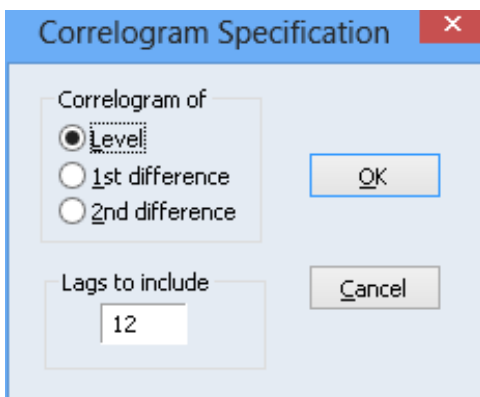 Correlogram Specification
Correlogram of
Level
1st difference
2nd difference
OK
Lags to include
12
Cancel